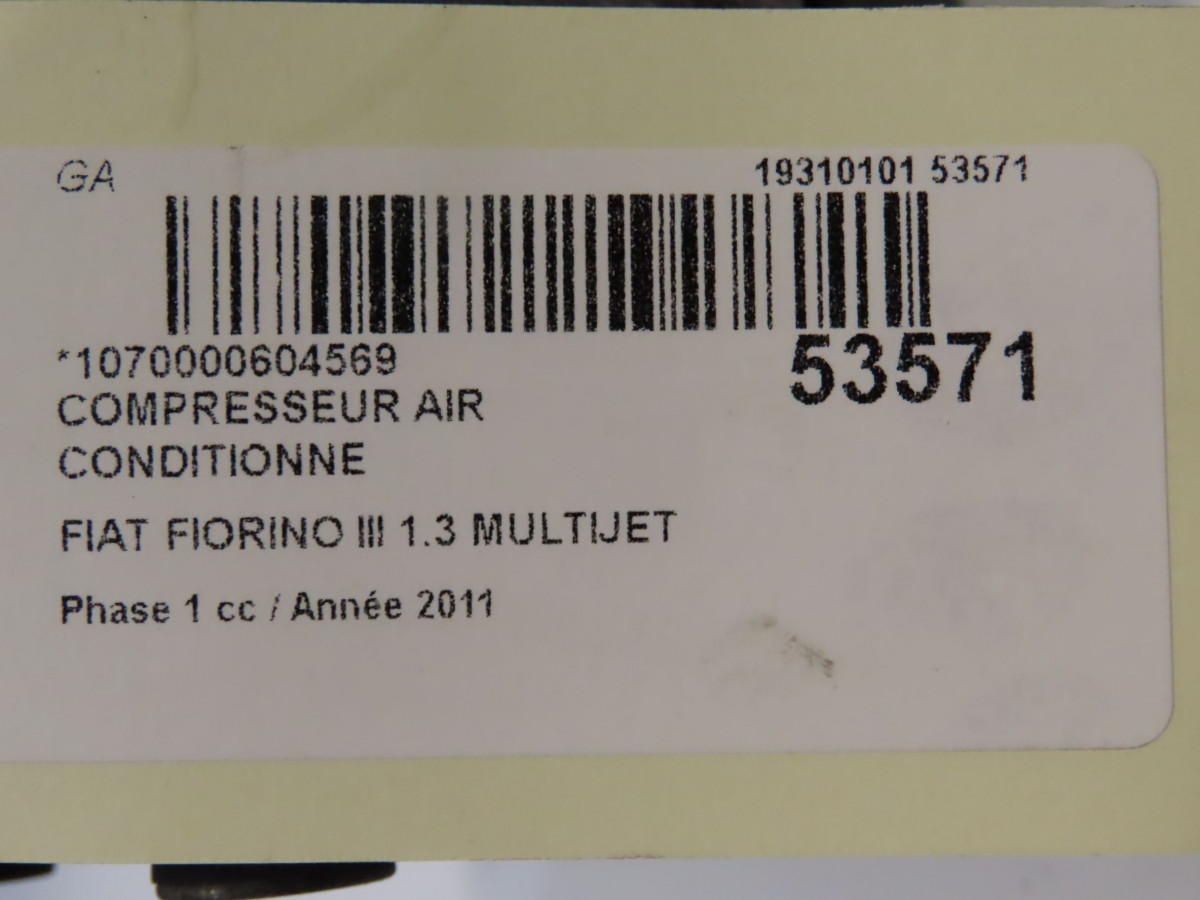 GA
19310101 53571
*1070000604569
53571
COMPRESSEUR AIR
CONDITIONNE
FIAT FIORINO III 1.3 MULTIJET
Phase 1 cc / Année 2011